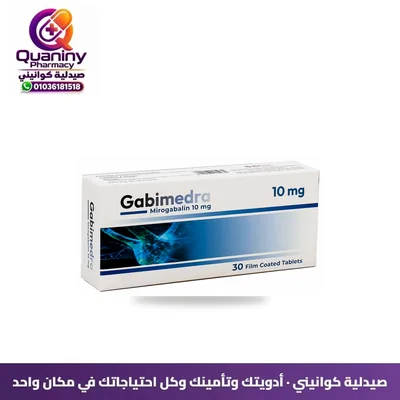 Quaniny
Pharmacy
صيدلية كوانيني
01036181518
Gabimedra
Mirogabalin 10 mg
10 mg
30 Film Coated Tablets
Gabimedra
صيدلية كوانيني - أدويتك وتأمينك وكل احتياجاتك في مكان واحد